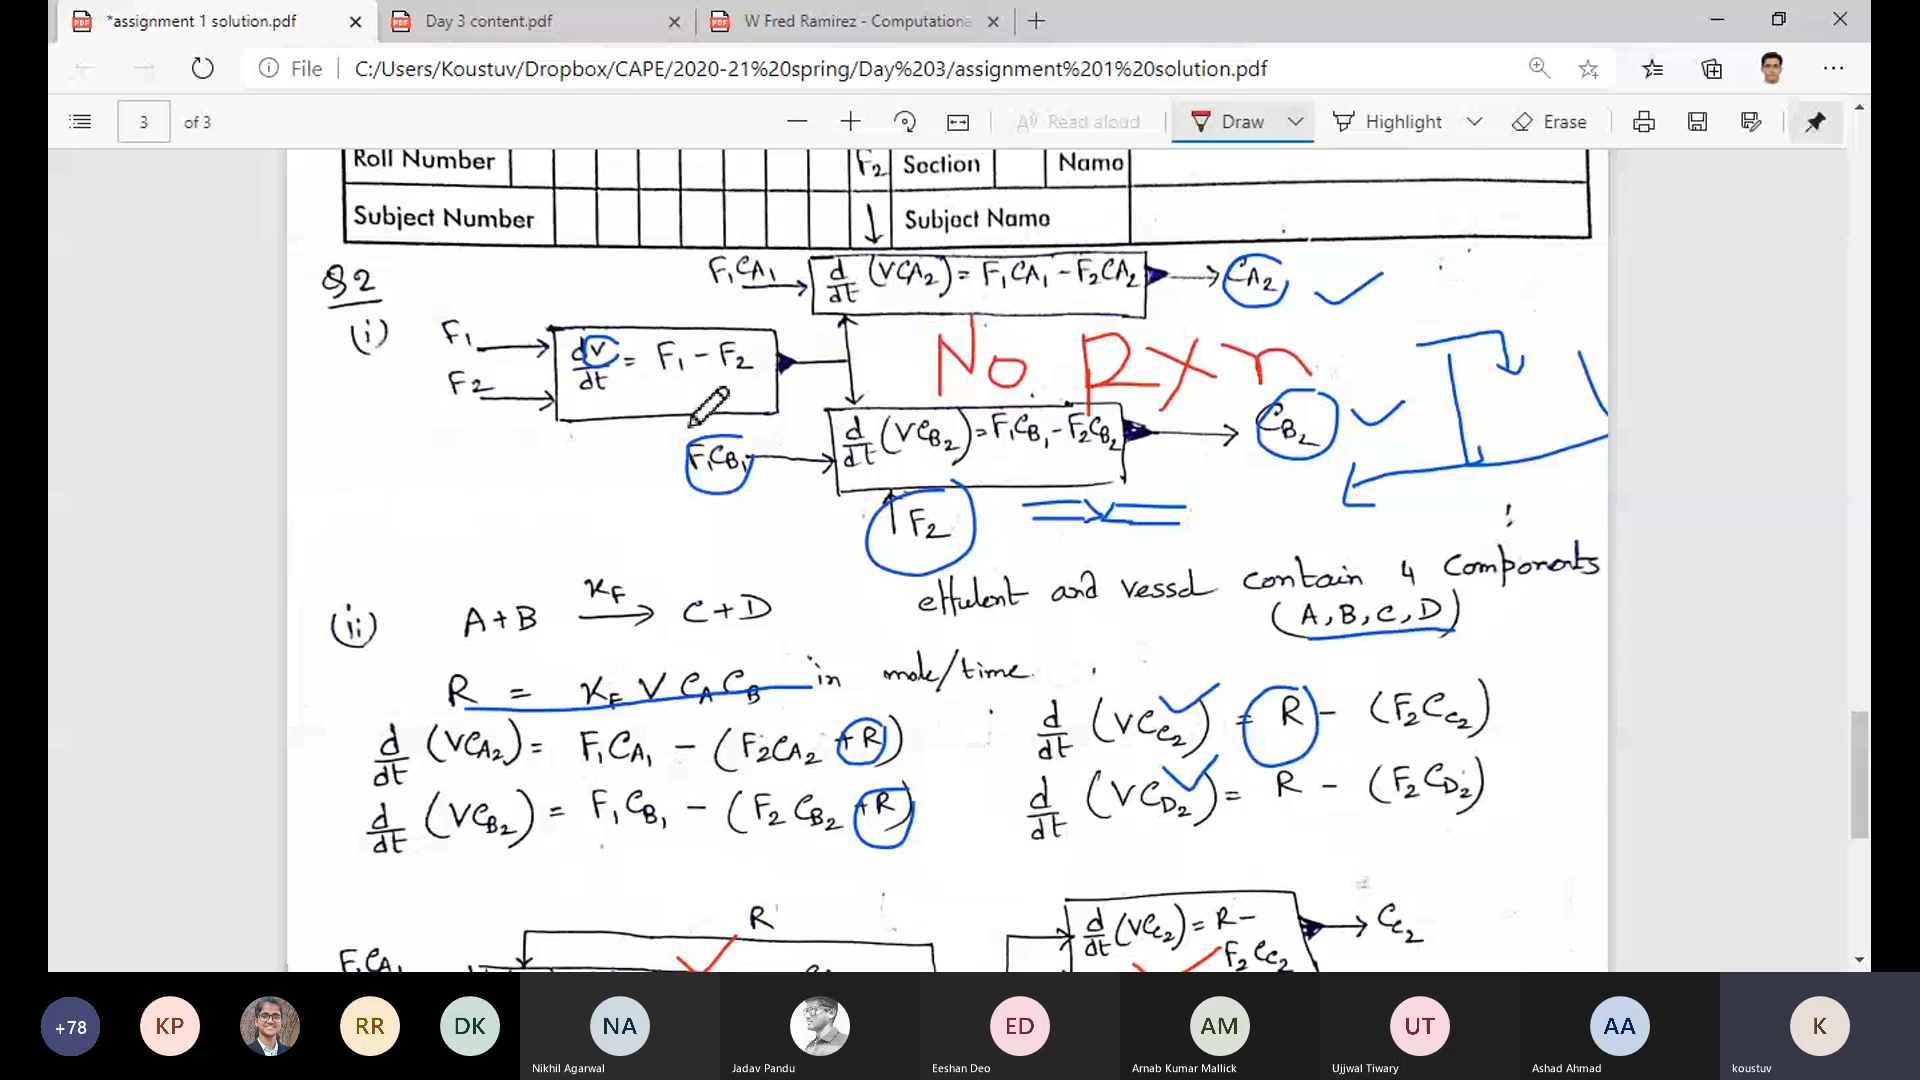 *assignment 1 solution.pdf
Day 3 content.pdf
W Fred Ramirez - Computationa
File
C:/Users/Koustuv/Dropbox/CAPE/2020-21%20spring/Day%203/assignment%201%20solution.pdf
3 of 3
Read aloud
Draw
Highlight
Erase
Roll Number F₂ Section Name
Subject Number ↓ Subject Name
Q2
(i)
F₁CA₁ → d/dt (VCA₂) = F₁CA₁ - F₂CA₂ → CA₂
F₁
F₂
dV/dt = F₁ - F₂
No Rxn
F₁CB₁ → d/dt (VCB₂) = F₁CB₁ - F₂CB₂ → CB₂
F₂
(ii) A+B KF → C+D
effulent and vessel contain 4 components
(A, B, C, D)
R = KF V CA CB in mole/time.
d/dt (VCA₂) = F₁CA₁ - (F₂CA₂ + R)
d/dt (VCC₂) = R - (F₂CC₂)
d/dt (VCB₂) = F₁CB₁ - (F₂CB₂ + R)
d/dt (VCD₂) = R - (F₂CD₂)
R
F₁CA₁
d/dt (VCC₂) = R -
F₂CC₂
→ CC₂
+78
KP
RR
DK
NA
ED
AM
UT
AA
K
Nikhil Agarwal
Jadav Pandu
Eeshan Deo
Arnab Kumar Mallick
Ujjwal Tiwary
Ashad Ahmad
koustuv